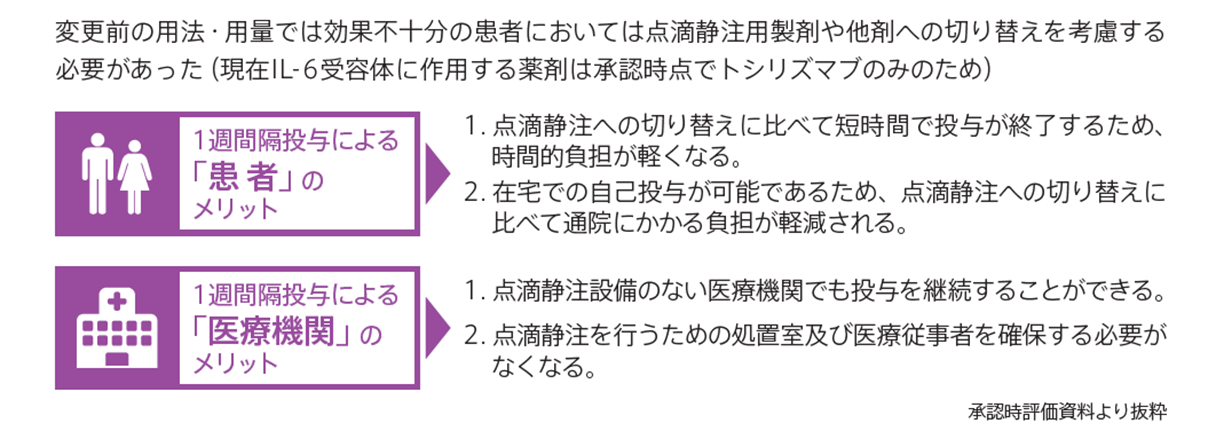 変更前の用法・用量では効果不十分の患者においては点滴静注用製剤や他剤への切り替えを考慮する
必要があった（現在IL-6受容体に作用する薬剤は承認時点でトシリズマブのみのため）
1週間隔投与による
「患者」の
メリット
1. 点滴静注への切り替えに比べて短時間で投与が終了するため、
時間的負担が軽くなる。
2. 在宅での自己投与が可能であるため、点滴静注への切り替えに
比べて通院にかかる負担が軽減される。
1週間隔投与による
「医療機関」の
メリット
1. 点滴静注設備のない医療機関でも投与を継続することができる。
2. 点滴静注を行うための処置室及び医療従事者を確保する必要が
なくなる。
承認時評価資料より抜粋